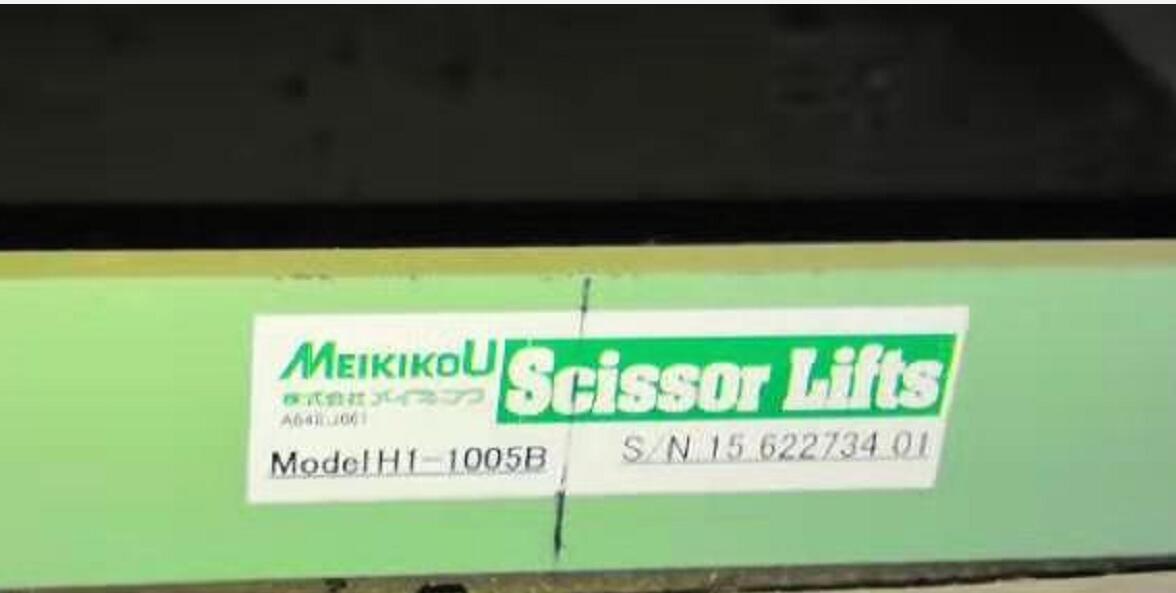 MEIKIKOU
Scissor Lifts
株式会社 メイキコウ
Model H1-1005B
S/N 15 622734 01